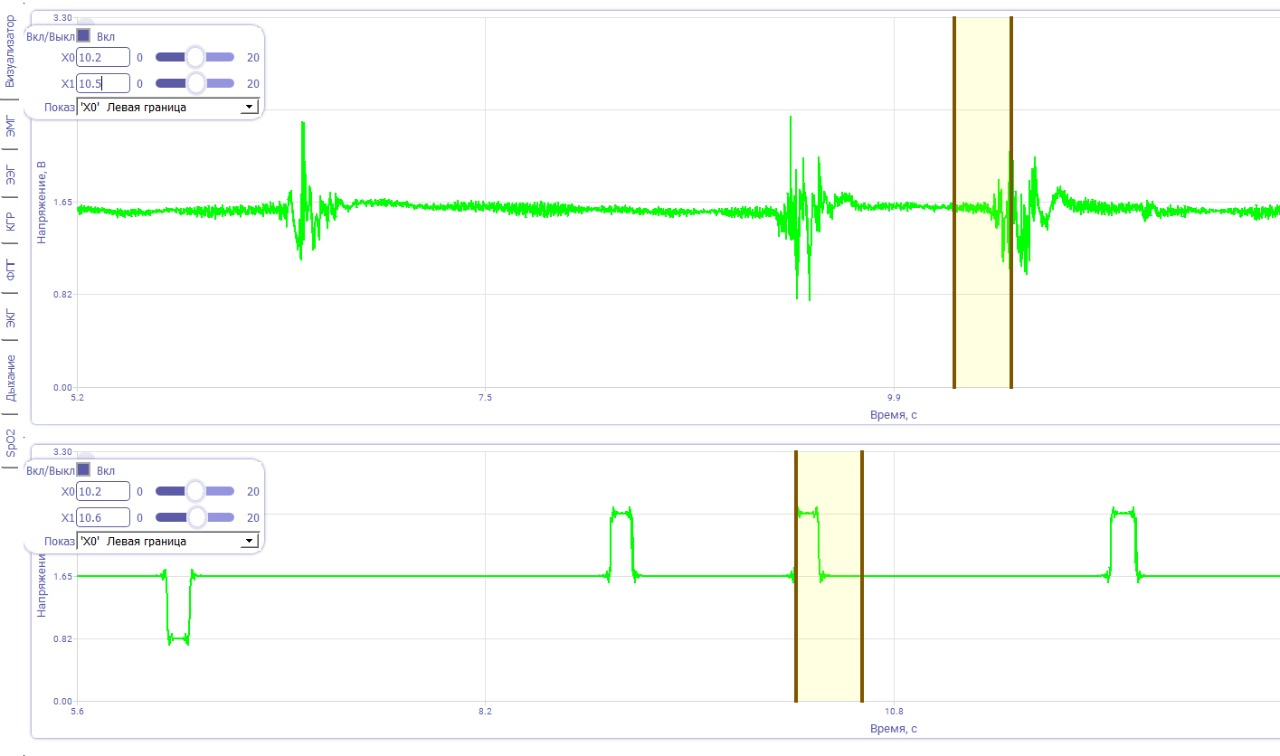 Визуализатор
ЭМГ
ЭЭГ
КГР
ФПГ
ЭКГ
Дыхание
SpO2
3.30
Вкл/Выкл Вкл
X0 10.2 0 20
X1 10.5 0 20
Показ 'X0' Левая граница
Напряжение, В
1.65
0.82
0.00
5.2 7.5 9.9
Время, с
3.30
Вкл/Выкл Вкл
X0 10.2 0 20
X1 10.6 0 20
Показ 'X0' Левая граница
Напряжени
1.65
0.82
0.00
5.6 8.2 10.8
Время, с